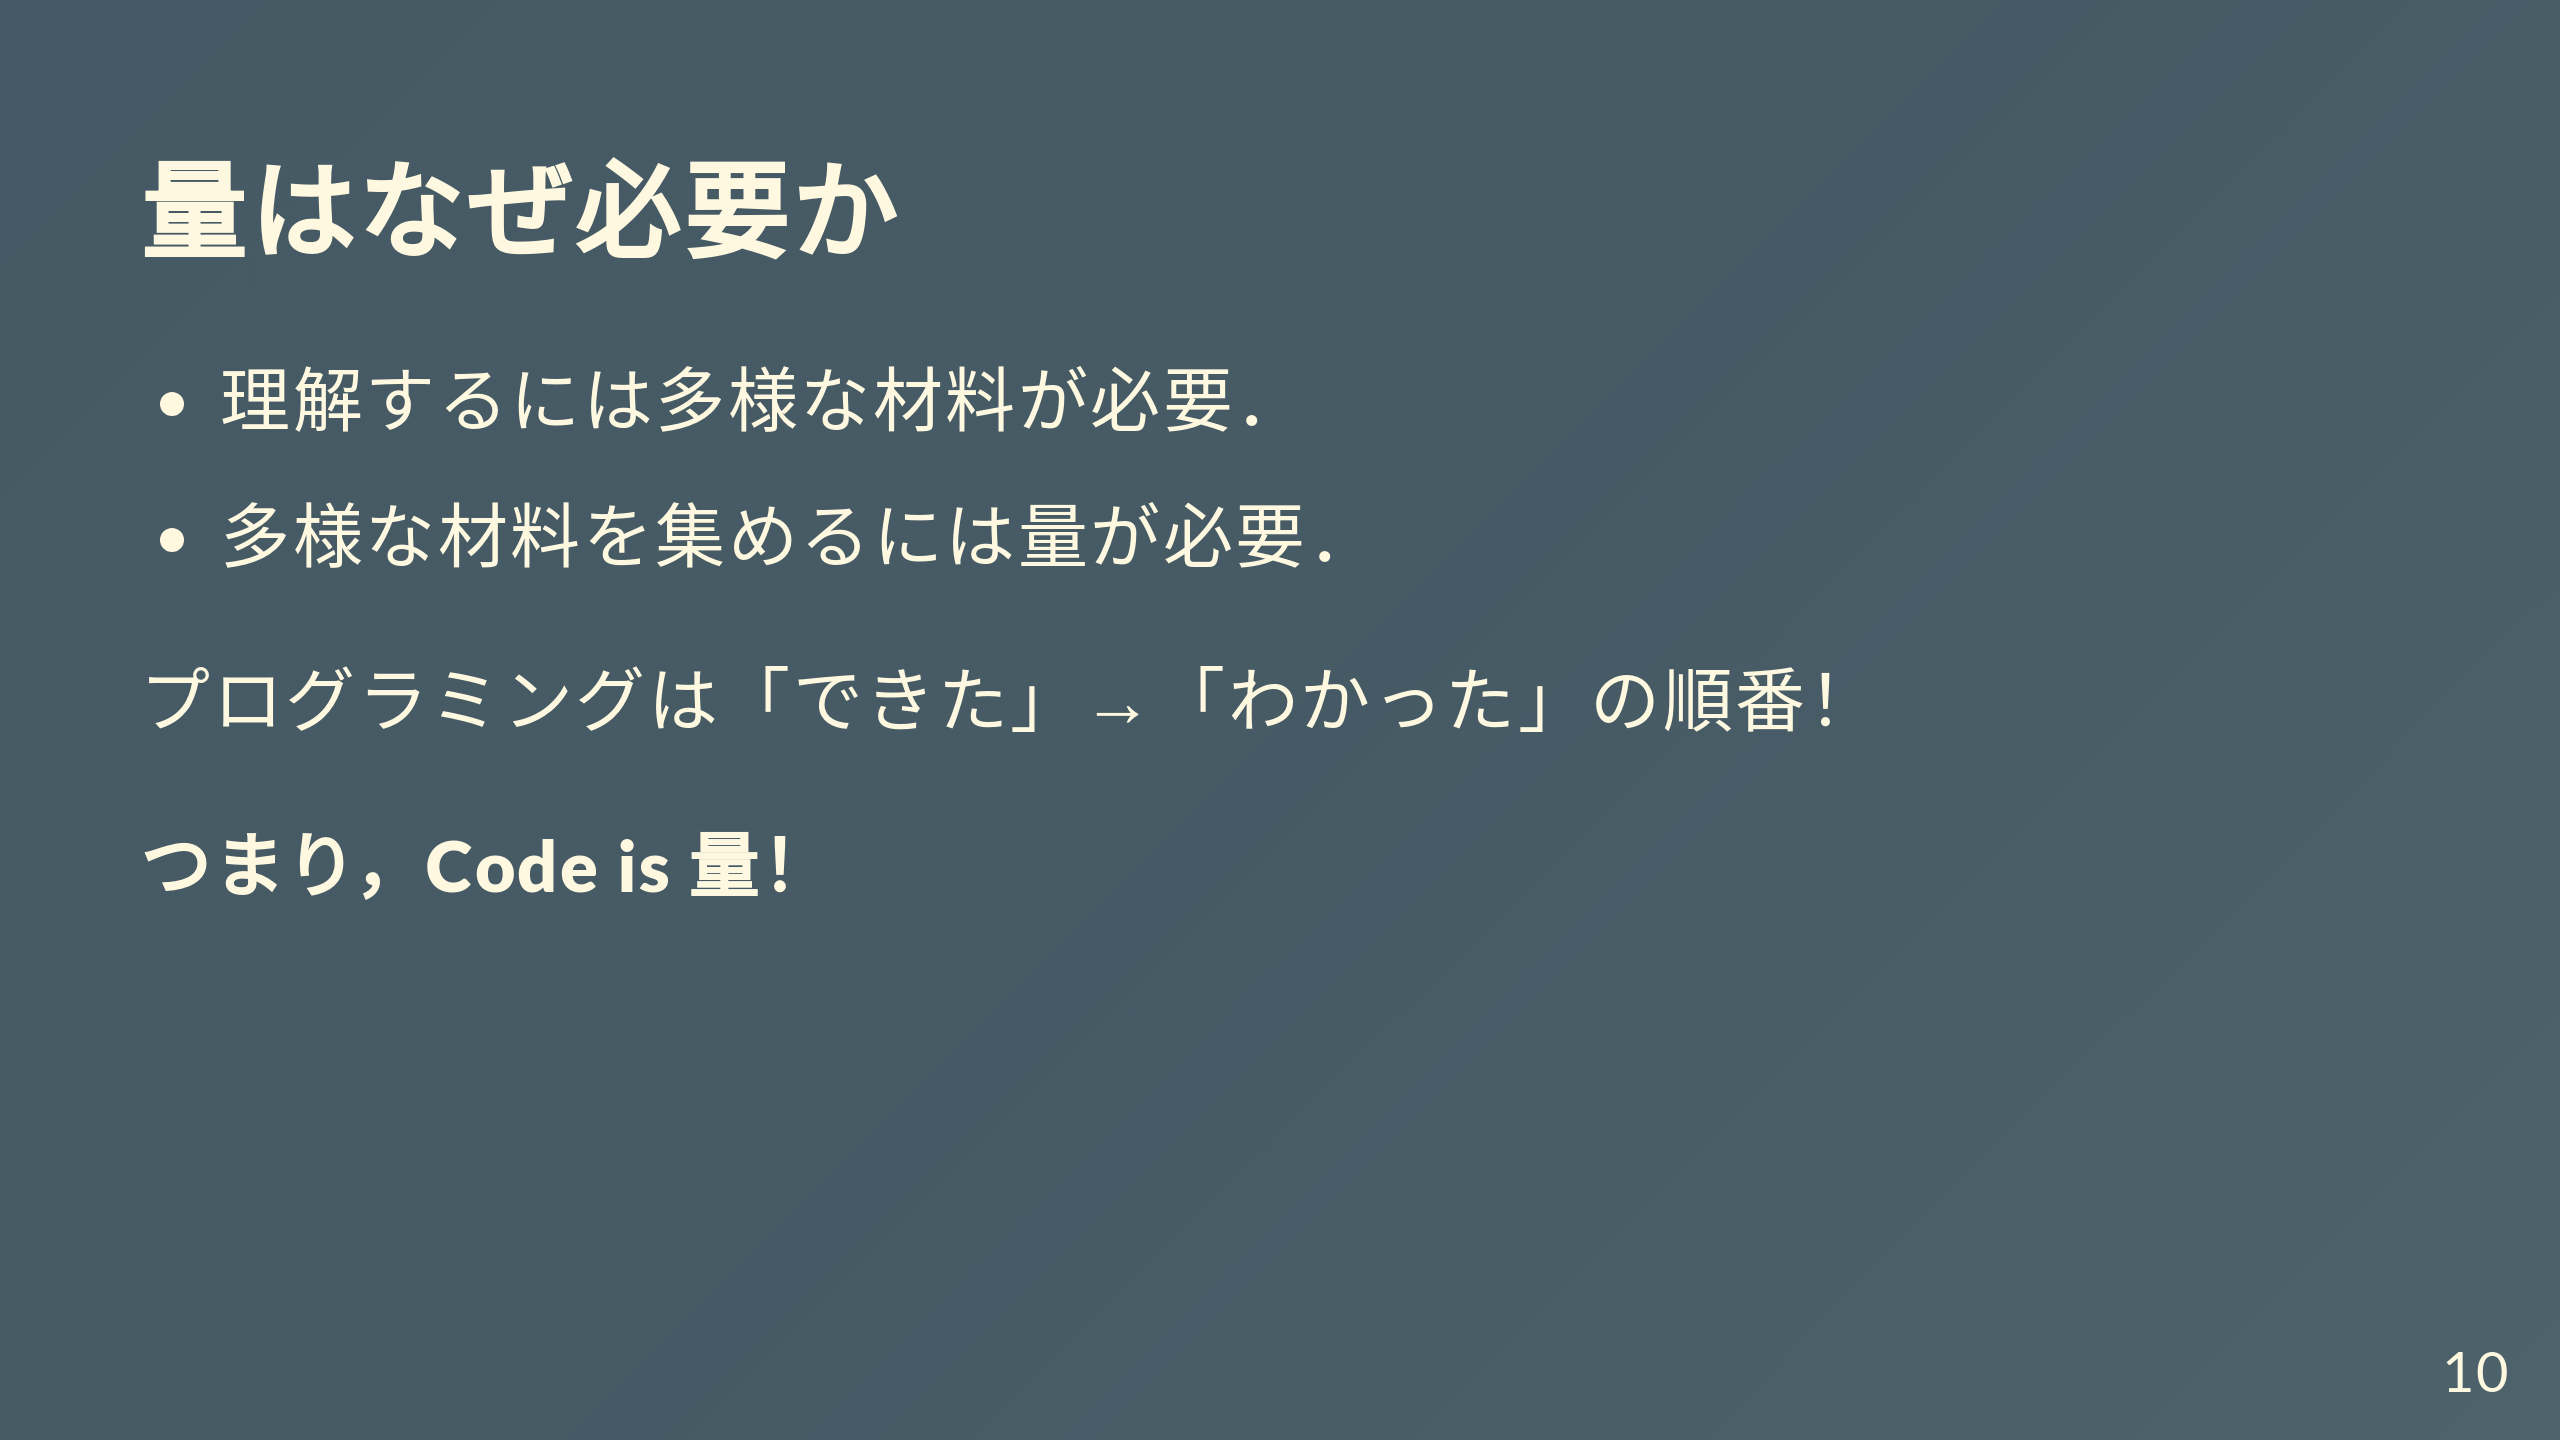 量はなぜ必要か
• 理解するには多様な材料が必要．
• 多様な材料を集めるには量が必要．
プログラミングは「できた」→「わかった」の順番！
つまり，Code is 量！
10